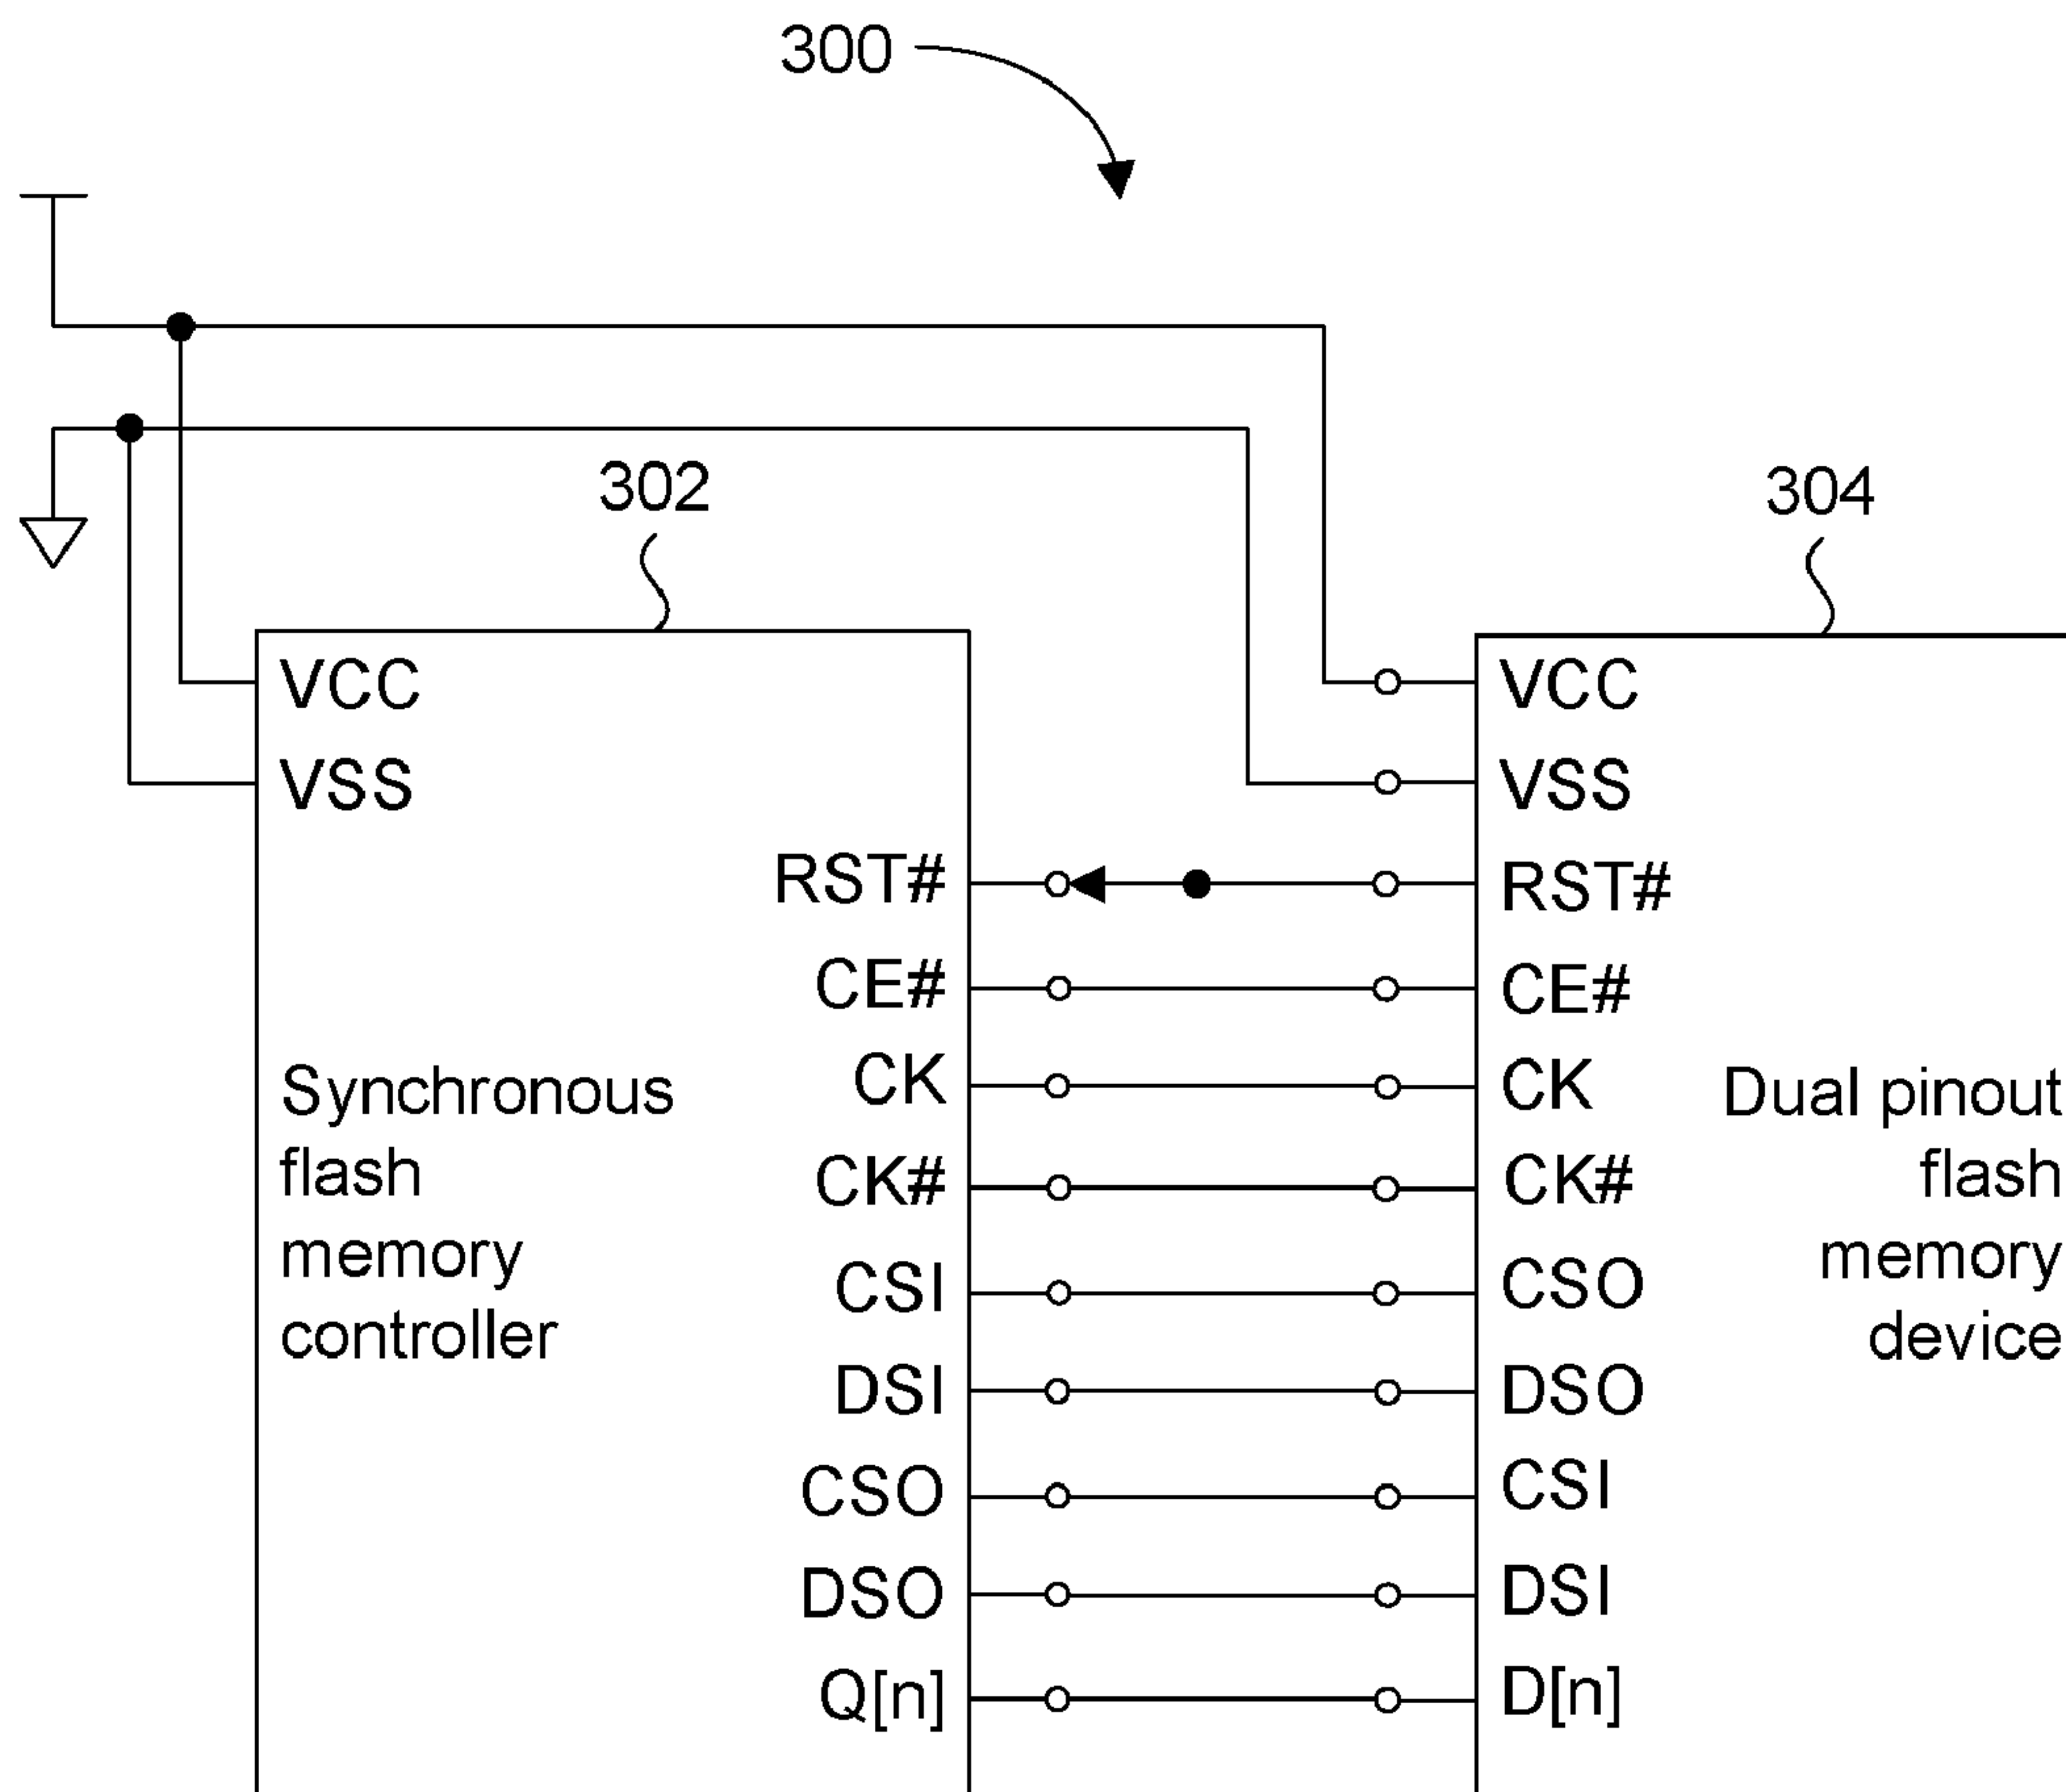 300
302
304
VCC
VSS
RST#
CE#
CK
CK#
CSI
DSI
CSO
DSO
Q[n]
Synchronous
flash
memory
controller
VCC
VSS
RST#
CE#
CK
CK#
CSO
DSO
CSI
DSI
D[n]
Dual pinout
flash
memory
device